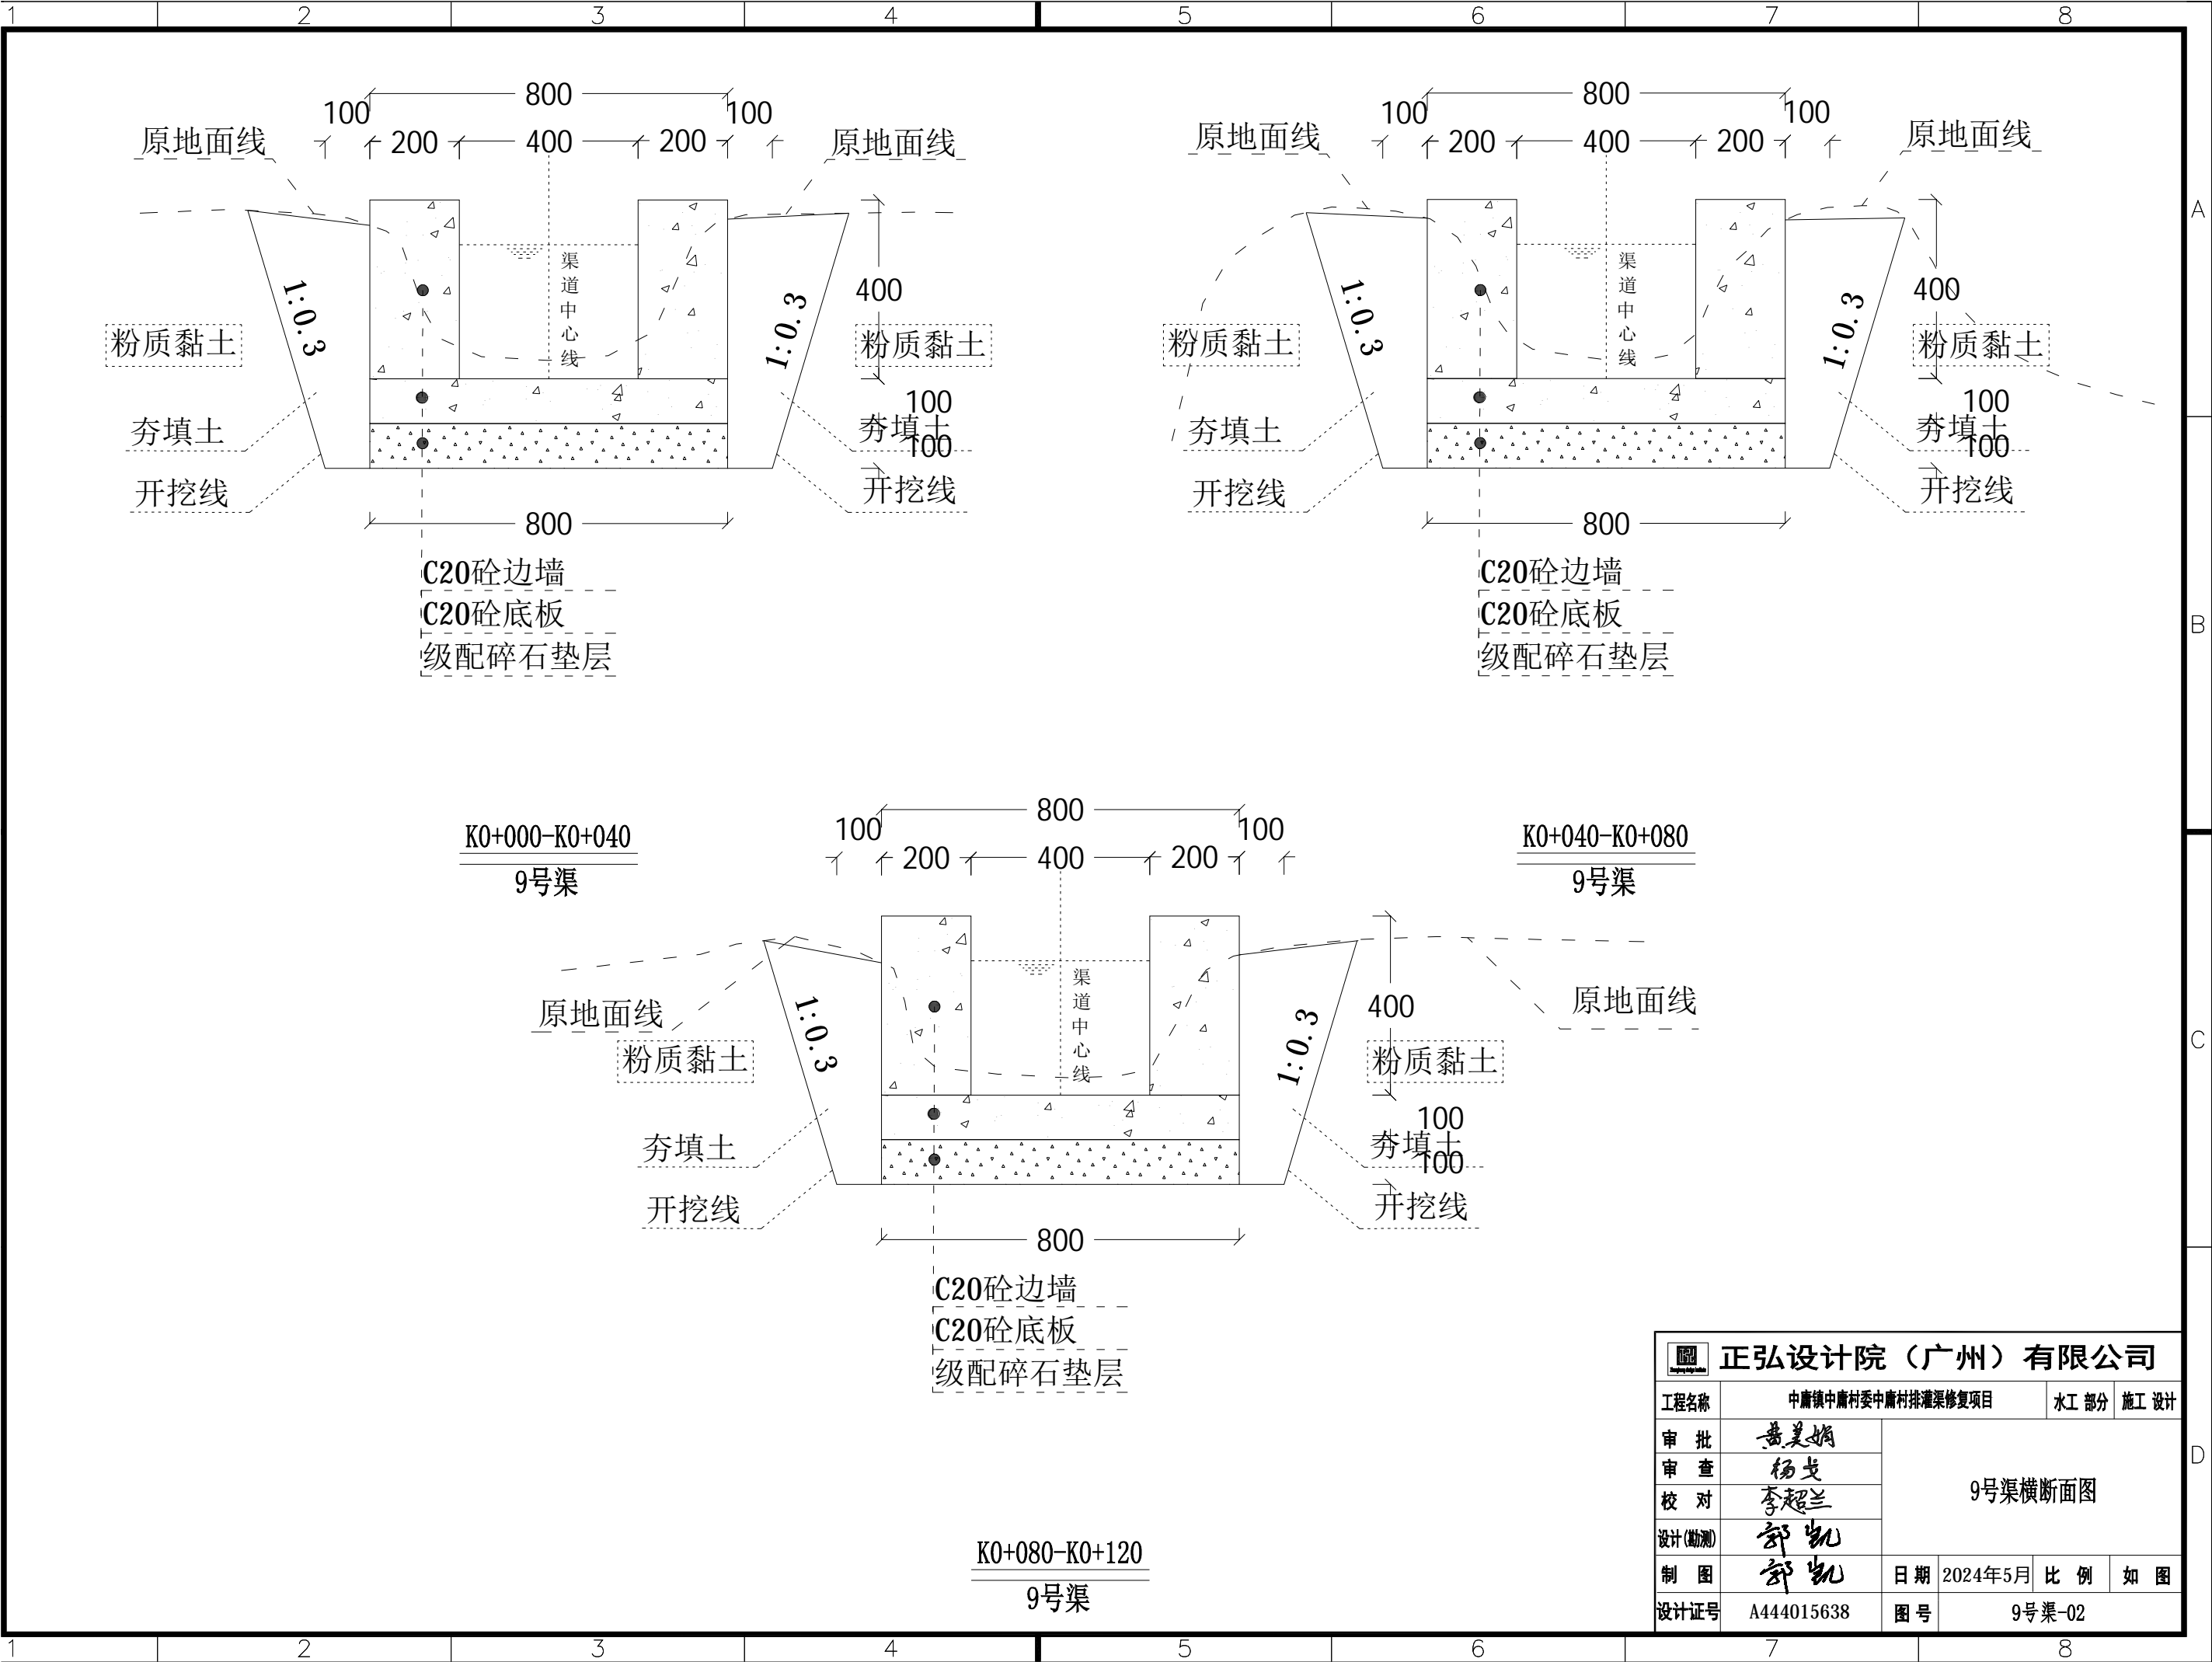 1 2 3 4 5 6 7 8
800
100 100
200 400 200
原地面线 原地面线
渠道中心线
1:0.3 1:0.3
400
粉质黏土 粉质黏土
100
夯填土 夯填土
100
开挖线 开挖线
800
C20砼边墙
C20砼底板
级配碎石垫层
K0+000-K0+040
9号渠
800
100 100
200 400 200
原地面线 原地面线
渠道中心线
1:0.3 1:0.3
400
粉质黏土 粉质黏土
100
夯填土 夯填土
100
开挖线 开挖线
800
C20砼边墙
C20砼底板
级配碎石垫层
K0+040-K0+080
9号渠
800
100 100
200 400 200
原地面线 原地面线
渠道中心线
1:0.3 1:0.3
400
粉质黏土 粉质黏土
100
夯填土 夯填土
100
开挖线 开挖线
800
C20砼边墙
C20砼底板
级配碎石垫层
K0+080-K0+120
9号渠
A
B
C
D
正弘设计院（广州）有限公司
工程名称 中庸镇中庸村委中庸村排灌渠修复项目 水工 部分 施工 设计
审 批 黄美娟
审 查 杨戈
校 对 李超兰
设计(勘测) 郭凯
9号渠横断面图
制 图 郭凯 日 期 2024年5月 比 例 如 图
设计证号 A444015638 图 号 9号渠-02
1 2 3 4 5 6 7 8